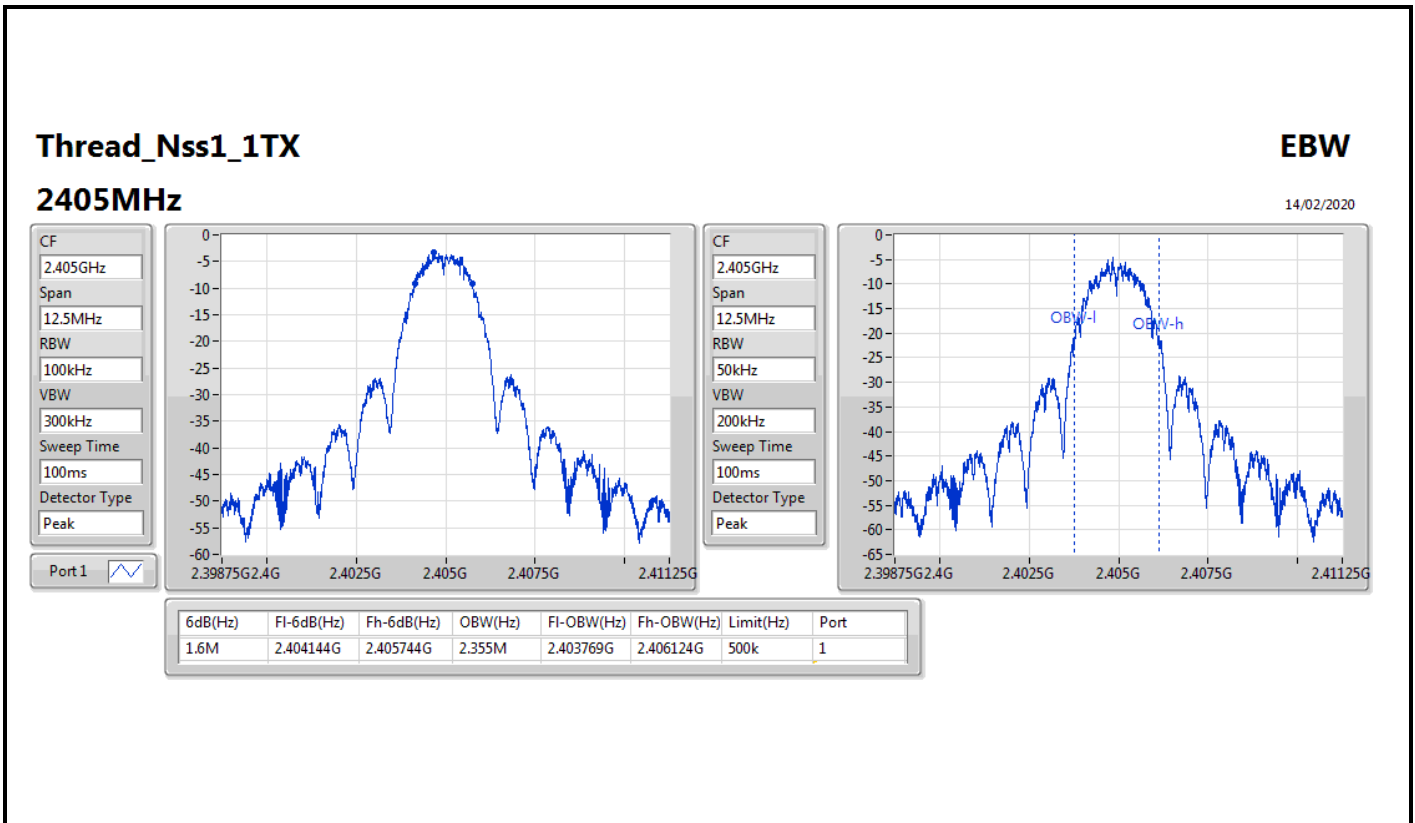 Thread_Nss1_1TX
EBW
2405MHz
14/02/2020
CF
2.405GHz
Span
12.5MHz
RBW
100kHz
VBW
300kHz
Sweep Time
100ms
Detector Type
Peak
Port 1
0
-5
-10
-15
-20
-25
-30
-35
-40
-45
-50
-55
-60
2.39875G 2.4G 2.4025G 2.405G 2.4075G 2.41125G
CF
2.405GHz
Span
12.5MHz
RBW
50kHz
VBW
200kHz
Sweep Time
100ms
Detector Type
Peak
0
-5
-10
-15
-20
-25
-30
-35
-40
-45
-50
-55
-60
-65
OBW-l
OBW-h
2.39875G 2.4G 2.4025G 2.405G 2.4075G 2.41125G
6dB(Hz) Fl-6dB(Hz) Fh-6dB(Hz) OBW(Hz) Fl-OBW(Hz) Fh-OBW(Hz) Limit(Hz) Port
1.6M 2.404144G 2.405744G 2.355M 2.403769G 2.406124G 500k 1